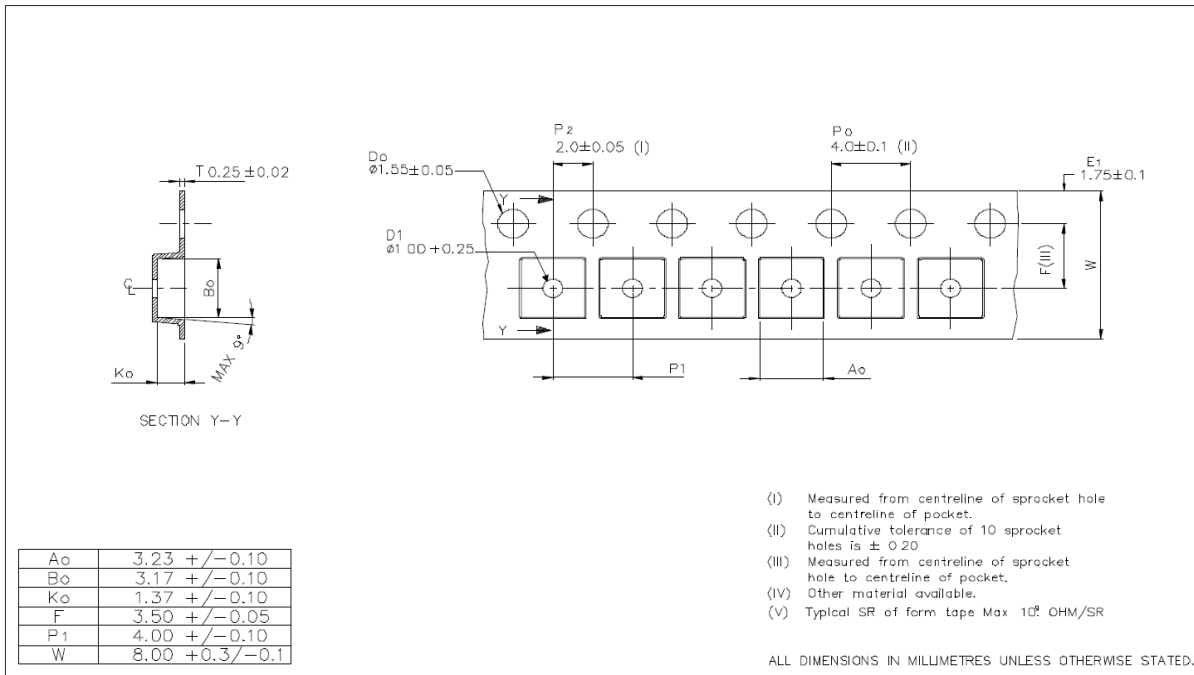 P2
2.0±0.05 (I)
Po
4.0±0.1 (II)
E1
1.75±0.1
Do
ø1.55±0.05
T 0.25±0.02
Y
D1
ø1.00 +0.25
F(III)
W
CL
Bo
Y
MAX 9°
Ko
P1
Ao
SECTION Y-Y
(I) Measured from centreline of sprocket hole
to centreline of pocket.
(II) Cumulative tolerance of 10 sprocket
holes is ± 0.20
(III) Measured from centreline of sprocket
hole to centreline of pocket.
(IV) Other material available.
(V) Typical SR of form tape Max 10⁹ OHM/SR
Ao 3.23 +/-0.10
Bo 3.17 +/-0.10
Ko 1.37 +/-0.10
F 3.50 +/-0.05
P1 4.00 +/-0.10
W 8.00 +0.3/-0.1
ALL DIMENSIONS IN MILLIMETRES UNLESS OTHERWISE STATED.